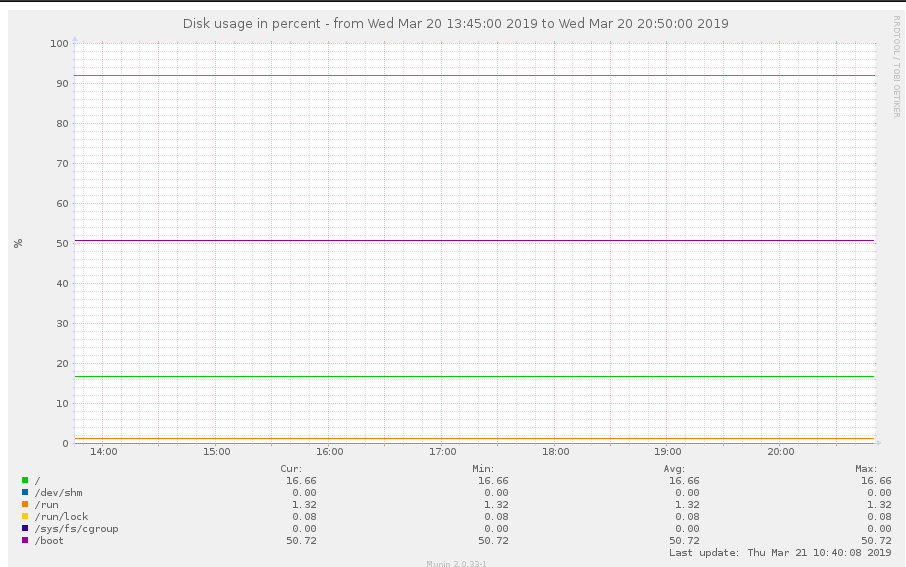 Disk usage in percent - from Wed Mar 20 13:45:00 2019 to Wed Mar 20 20:50:00 2019
RRDTOOL / TOBI OETIKER
100
90
80
70
60
50
40
30
20
10
0
%
14:00 15:00 16:00 17:00 18:00 19:00 20:00
Cur: Min: Avg: Max:
/ 16.66 16.66 16.66 16.66
/dev/shm 0.00 0.00 0.00 0.00
/run 1.32 1.32 1.32 1.32
/run/lock 0.08 0.08 0.08 0.08
/sys/fs/cgroup 0.00 0.00 0.00 0.00
/boot 50.72 50.72 50.72 50.72
Last update: Thu Mar 21 10:40:08 2019
Munin 2.0.33-1